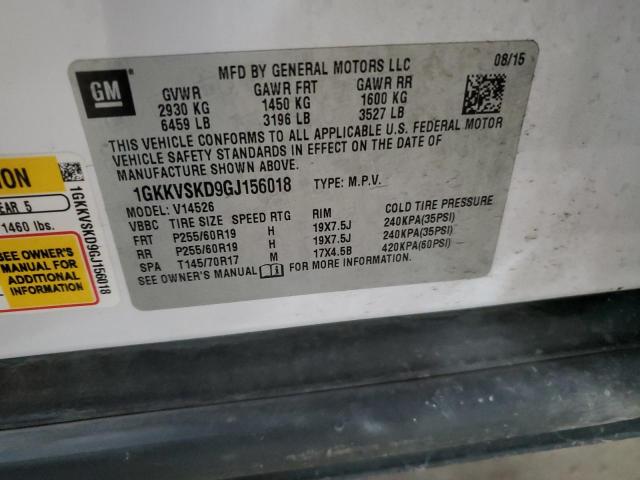 MFD BY GENERAL MOTORS LLC 08/15
GM
GVWR GAWR FRT GAWR RR
2930 KG 1450 KG 1600 KG
6459 LB 3196 LB 3527 LB
THIS VEHICLE CONFORMS TO ALL APPLICABLE U.S. FEDERAL MOTOR
VEHICLE SAFETY STANDARDS IN EFFECT ON THE DATE OF
MANUFACTURE SHOWN ABOVE.
1GKKVSKD9GJ156018 TYPE: M.P.V.
MODEL: V14526
VBBC TIRE SIZE SPEED RTG RIM COLD TIRE PRESSURE
FRT P255/60R19 H 19X7.5J 240KPA(35PSI)
RR P255/60R19 H 19X7.5J 240KPA(35PSI)
SPA T145/70R17 M 17X4.5B 420KPA(60PSI)
SEE OWNER'S MANUAL FOR MORE INFORMATION
EAR 5
1460 lbs.
SEE OWNER'S
MANUAL FOR
ADDITIONAL
INFORMATION
1GKKVSKD9GJ156018